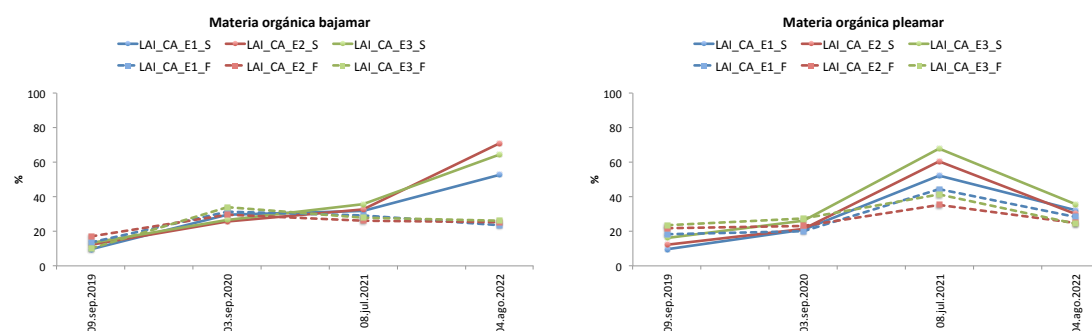 Materia orgánica bajamar
LAI_CA_E1_S LAI_CA_E2_S LAI_CA_E3_S
LAI_CA_E1_F LAI_CA_E2_F LAI_CA_E3_F
100
80
60
40
20
0
%
09.sep.2019
03.sep.2020
08.jul.2021
04.ago.2022
Materia orgánica pleamar
LAI_CA_E1_S LAI_CA_E2_S LAI_CA_E3_S
LAI_CA_E1_F LAI_CA_E2_F LAI_CA_E3_F
100
80
60
40
20
0
%
09.sep.2019
03.sep.2020
08.jul.2021
04.ago.2022